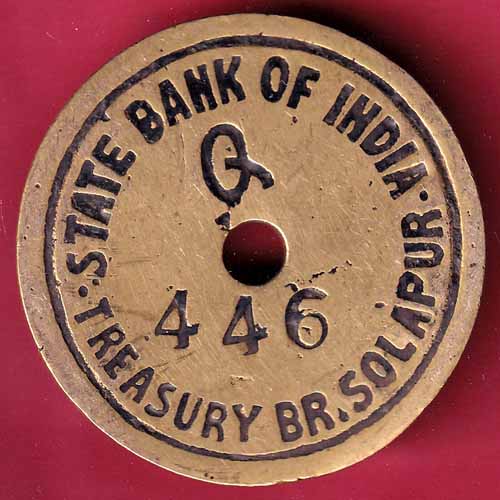 STATE BANK OF INDIA
Q
446
TREASURY BR. SOLAPUR